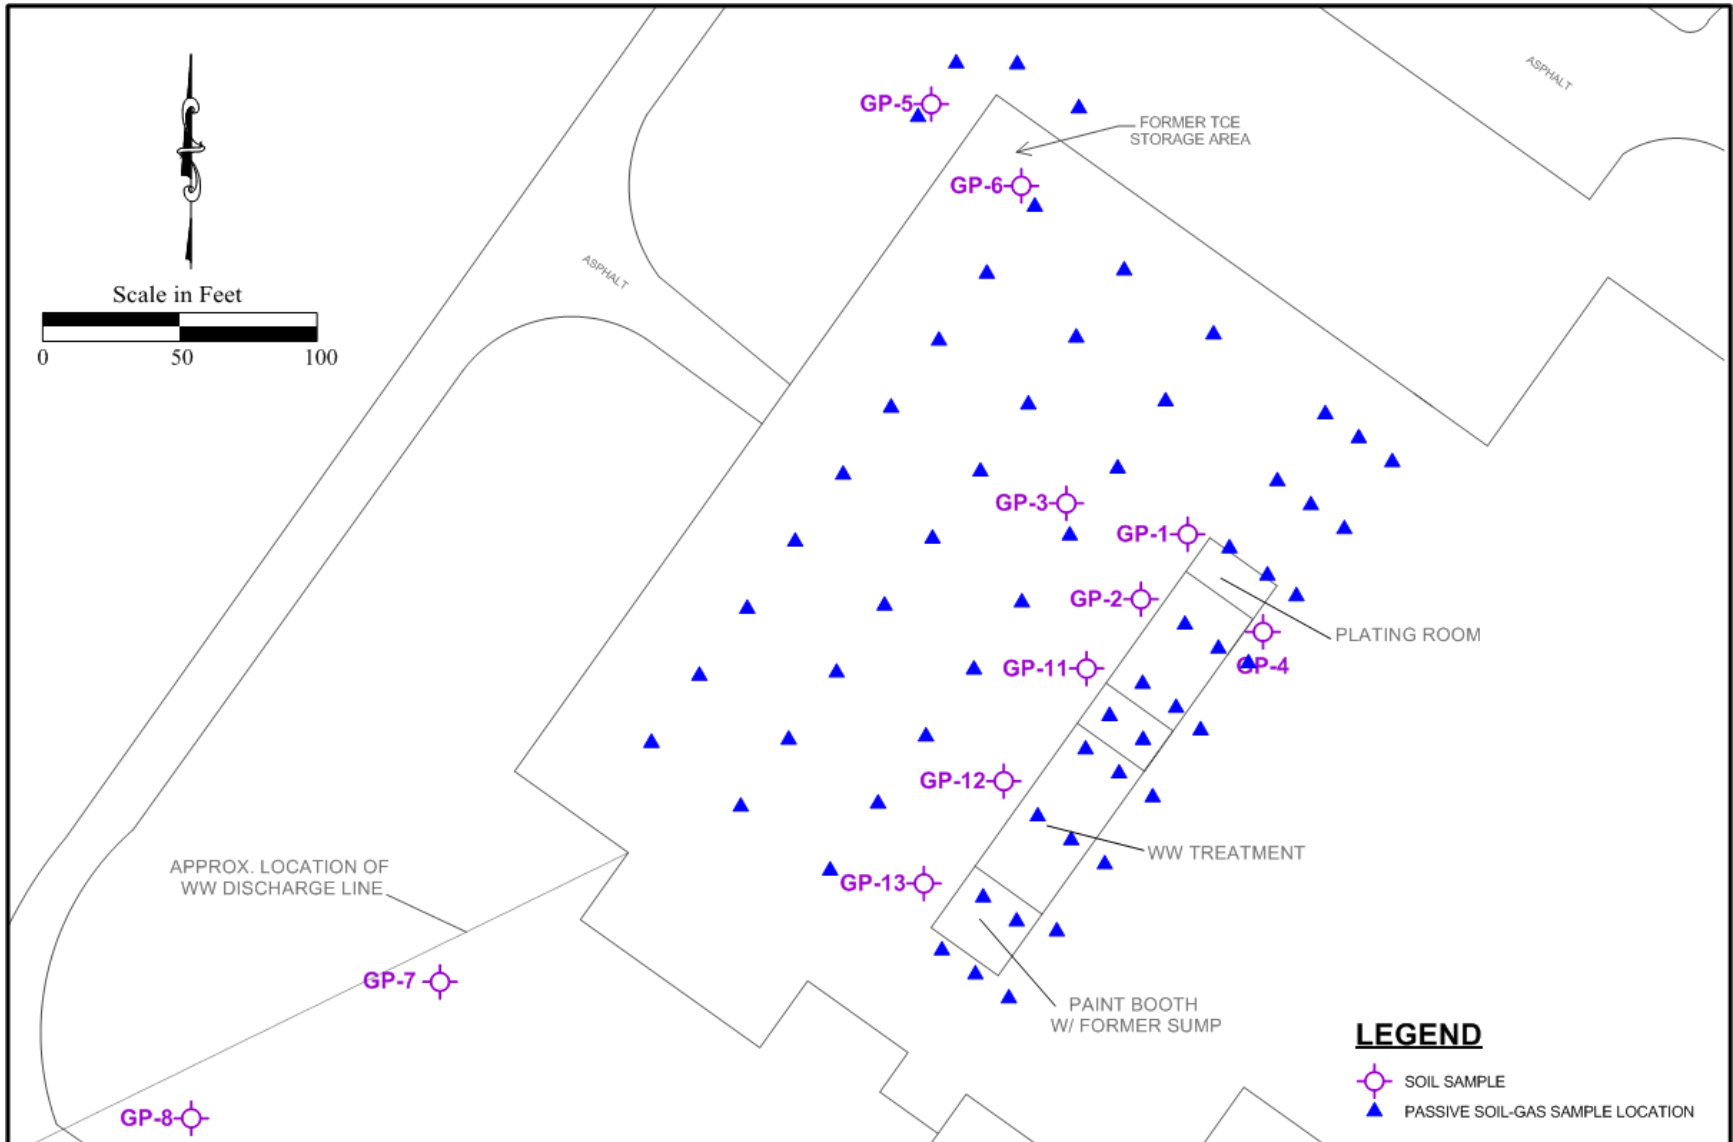 ASPHALT
GP-5
FORMER TCE
STORAGE AREA
GP-6
ASPHALT
Scale in Feet
0 50 100
GP-3
GP-1
GP-2
PLATING ROOM
GP-4
GP-11
GP-12
WW TREATMENT
APPROX. LOCATION OF
WW DISCHARGE LINE
GP-13
GP-7
PAINT BOOTH
W/ FORMER SUMP
LEGEND
SOIL SAMPLE
PASSIVE SOIL-GAS SAMPLE LOCATION
GP-8